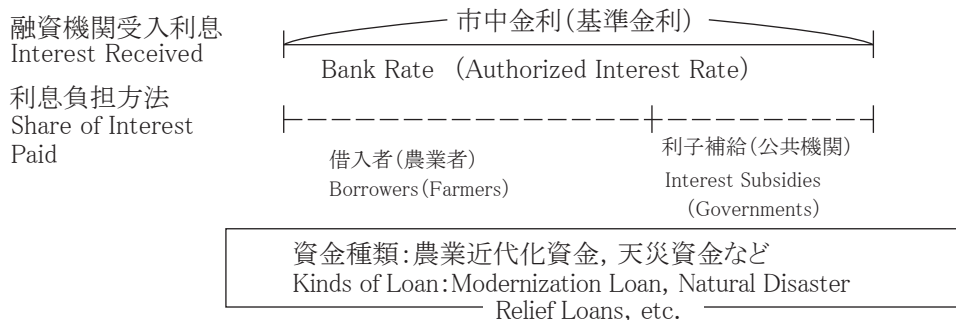 融資機関受入利息
Interest Received
市中金利(基準金利)
Bank Rate (Authorized Interest Rate)
利息負担方法
Share of Interest
Paid
借入者(農業者)
Borrowers(Farmers)
利子補給(公共機関)
Interest Subsidies
(Governments)
資金種類:農業近代化資金, 天災資金など
Kinds of Loan:Modernization Loan, Natural Disaster
Relief Loans, etc.